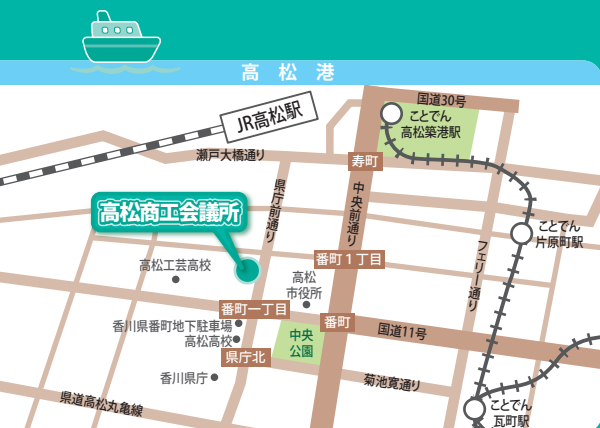 高松港
国道30号
ことでん
高松築港駅
JR高松駅
瀬戸大橋通り
寿町
県庁前通り
中央前通り
高松商工会議所
ことでん
片原町駅
フェリー通り
番町1丁目
高松工芸高校
高松
市役所
番町一丁目
番町
香川県番町地下駐車場
高松高校
中央
公園
国道11号
県庁北
香川県庁
菊池寛通り
県道高松丸亀線
ことでん
瓦町駅